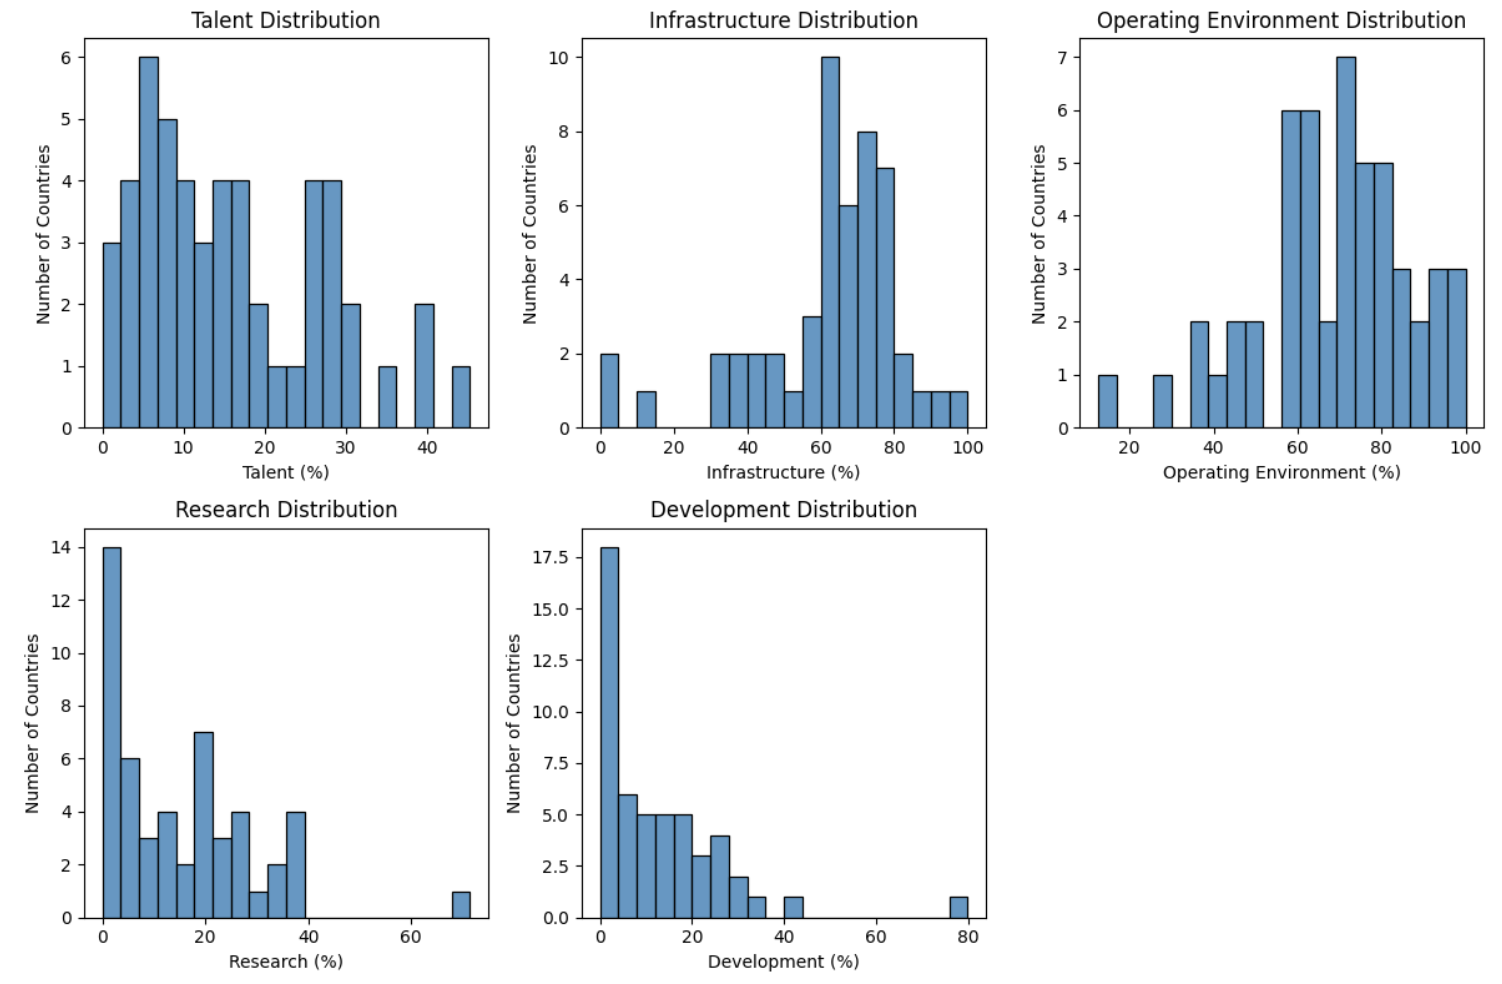 Talent Distribution
Number of Countries
6
5
4
3
2
1
0
0 10 20 30 40
Talent (%)
Infrastructure Distribution
Number of Countries
10
8
6
4
2
0
0 20 40 60 80 100
Infrastructure (%)
Operating Environment Distribution
Number of Countries
7
6
5
4
3
2
1
0
20 40 60 80 100
Operating Environment (%)
Research Distribution
Number of Countries
14
12
10
8
6
4
2
0
0 20 40 60
Research (%)
Development Distribution
Number of Countries
17.5
15.0
12.5
10.0
7.5
5.0
2.5
0.0
0 20 40 60 80
Development (%)